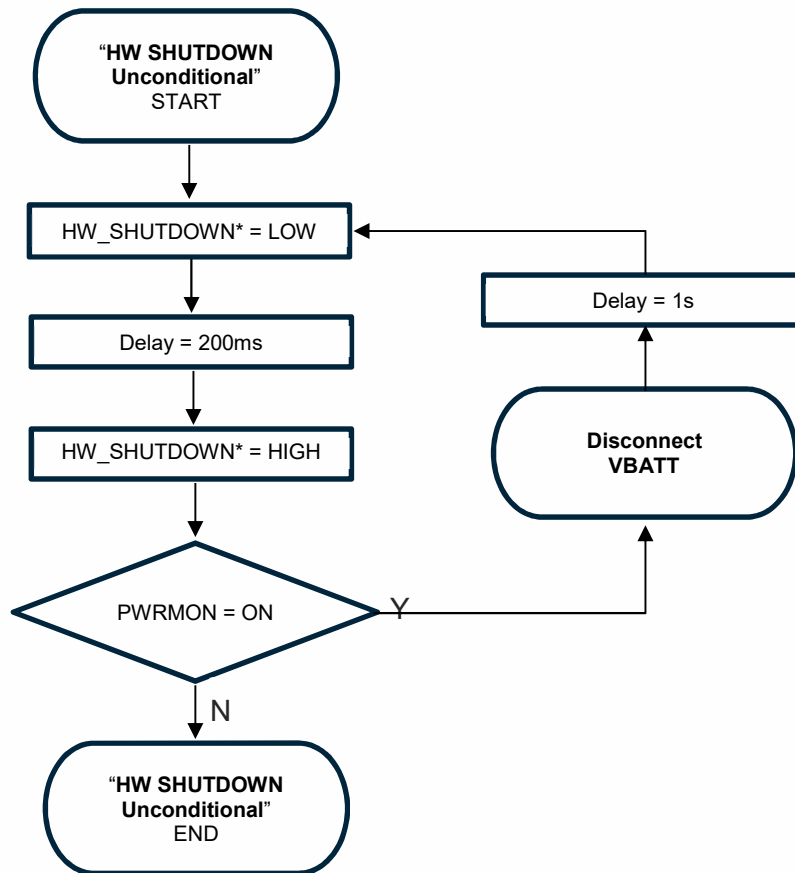 “HW SHUTDOWN
Unconditional”
START
HW_SHUTDOWN* = LOW
Delay = 200ms
HW_SHUTDOWN* = HIGH
PWRMON = ON
Y
N
“HW SHUTDOWN
Unconditional”
END
Disconnect
VBATT
Delay = 1s